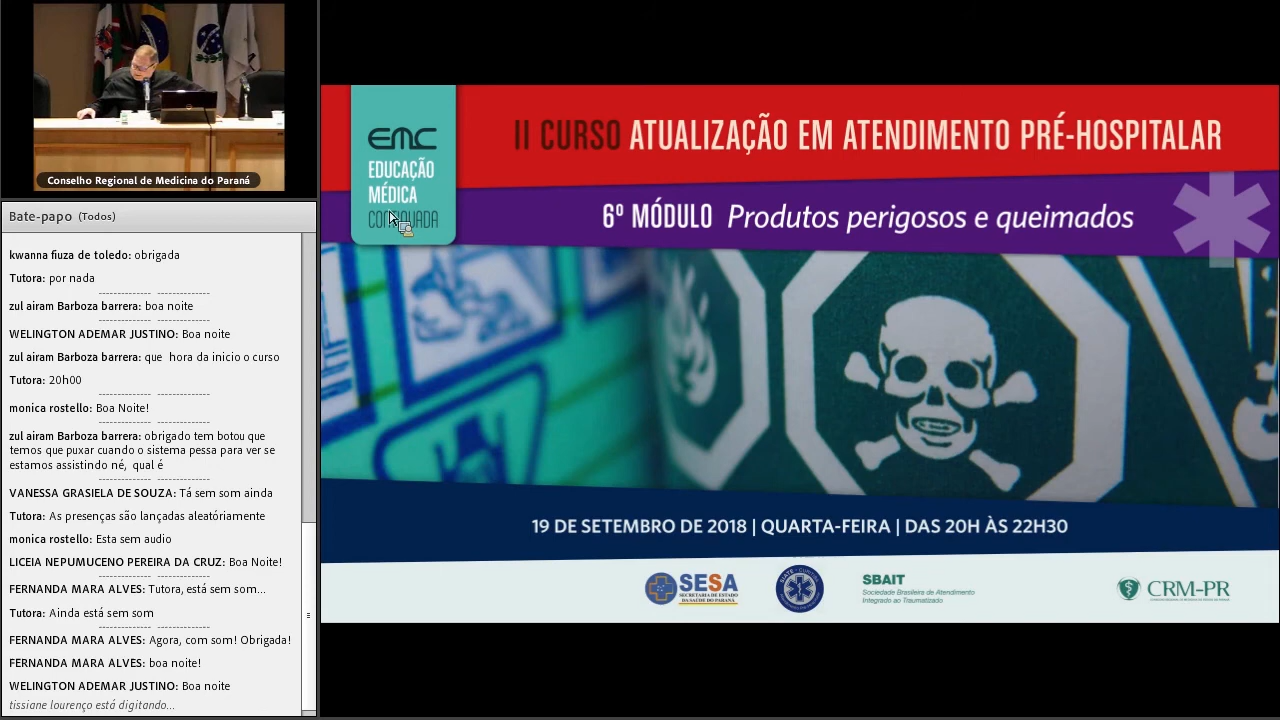 Conselho Regional de Medicina do Paraná
Bate-papo (Todos)
kwanna fiuza de toledo: obrigada
Tutora: por nada
zul airam Barboza barrera: boa noite
WELINGTON ADEMAR JUSTINO: Boa noite
zul airam Barboza barrera: que hora da inicio o curso
Tutora: 20h00
monica rostello: Boa Noite!
zul airam Barboza barrera: obrigado tem botou que
temos que puxar cuando o sistema pessa para ver se
estamos assistindo né, qual é
VANESSA GRASIELA DE SOUZA: Tá sem som ainda
Tutora: As presenças são lançadas aleatóriamente
monica rostello: Esta sem audio
LICEIA NEPUMUCENO PEREIRA DA CRUZ: Boa Noite!
FERNANDA MARA ALVES: Tutora, está sem som...
Tutora: Ainda está sem som
FERNANDA MARA ALVES: Agora, com som! Obrigada!
FERNANDA MARA ALVES: boa noite!
WELINGTON ADEMAR JUSTINO: Boa noite
tissiane lourenço está digitando...
EMC
EDUCAÇÃO
MÉDICA
II CURSO ATUALIZAÇÃO EM ATENDIMENTO PRÉ-HOSPITALAR
6º MÓDULO Produtos perigosos e queimados
19 DE SETEMBRO DE 2018 | QUARTA-FEIRA | DAS 20H ÀS 22H30
SESA
SECRETARIA DE ESTADO
DA SAÚDE DO PARANÁ
SBAIT
Sociedade Brasileira de Atendimento
Integrado ao Traumatizado
CRM-PR